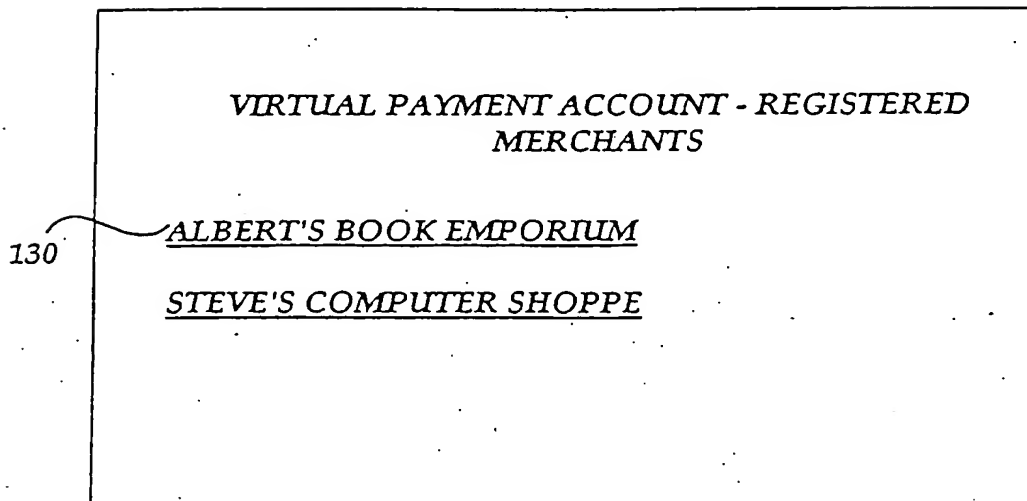 VIRTUAL PAYMENT ACCOUNT - REGISTERED
MERCHANTS
130
ALBERT'S BOOK EMPORIUM
STEVE'S COMPUTER SHOPPE